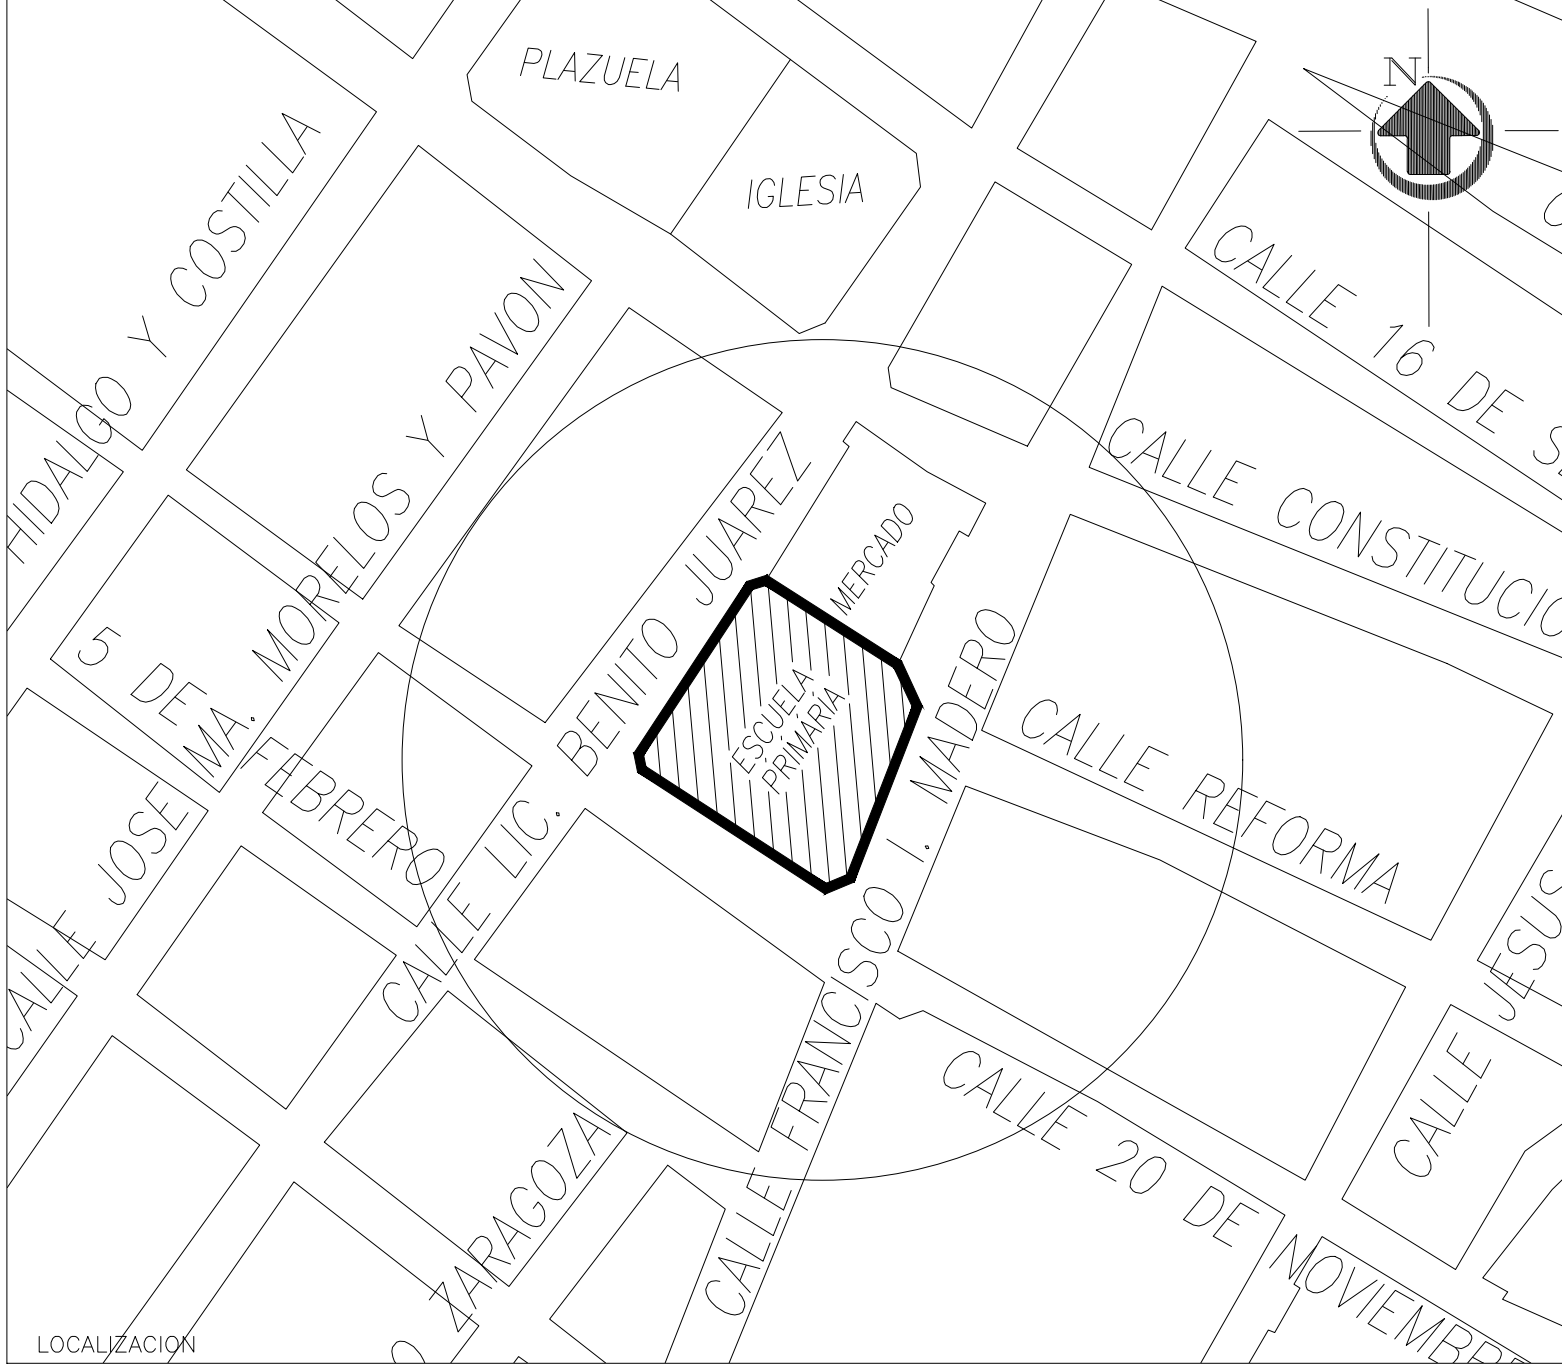 PLAZUELA
N
IGLESIA
HIDALGO Y COSTILLA
CALLE 16 DE S
CALLE JOSE MA. MORELOS Y PAVON
CALLE CONSTITUCIO
CALLE LIC. BENITO JUAREZ
MERCADO
5 DE FEBRERO
ESCUELA
PRIMARIA
CALLE FRANCISCO I. MADERO
CALLE REFORMA
CALLE JESUS
CALLE 20 DE NOVIEMBRE
O ZARAGOZA
LOCALIZACION